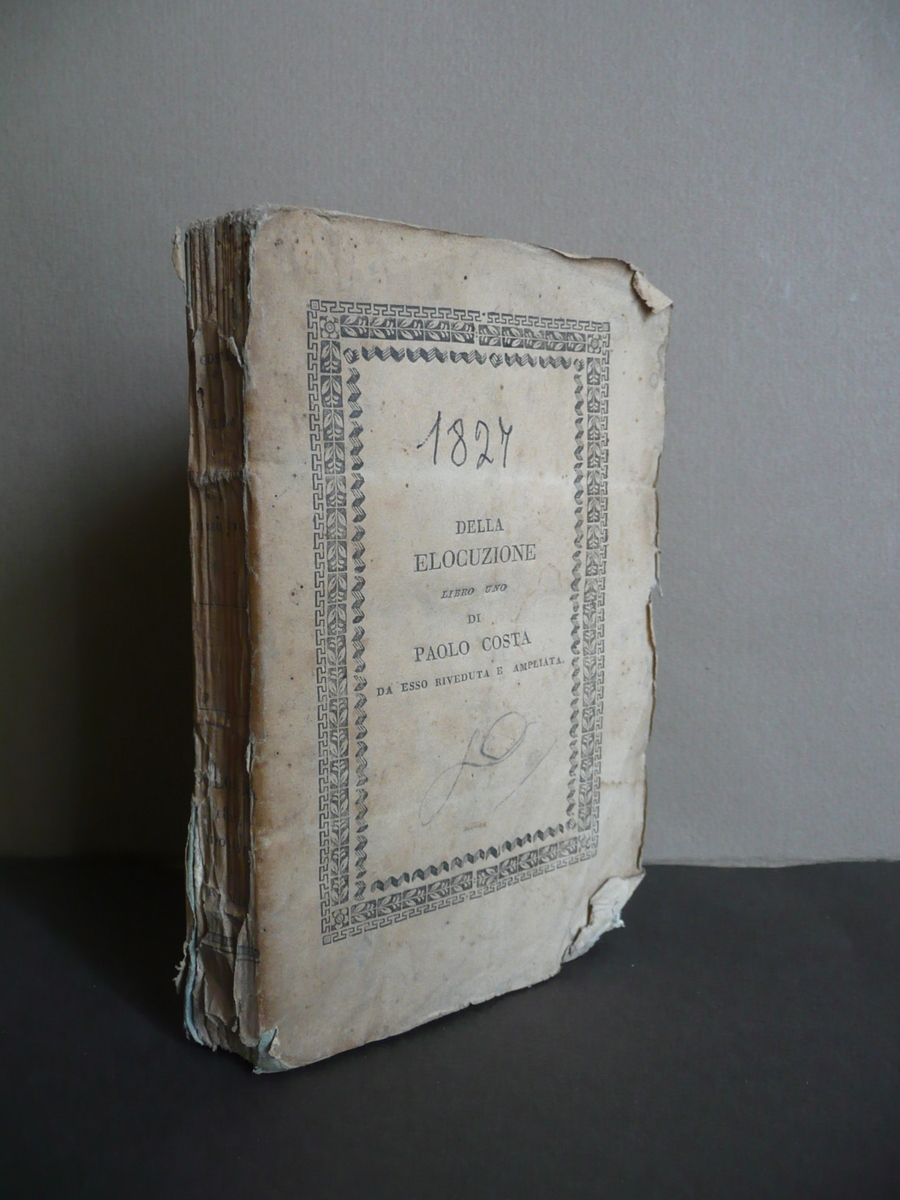 1827
DELLA
ELOCUZIONE
LIBRO UNO
DI
PAOLO COSTA
DA ESSO RIVEDUTA E AMPLIATA.